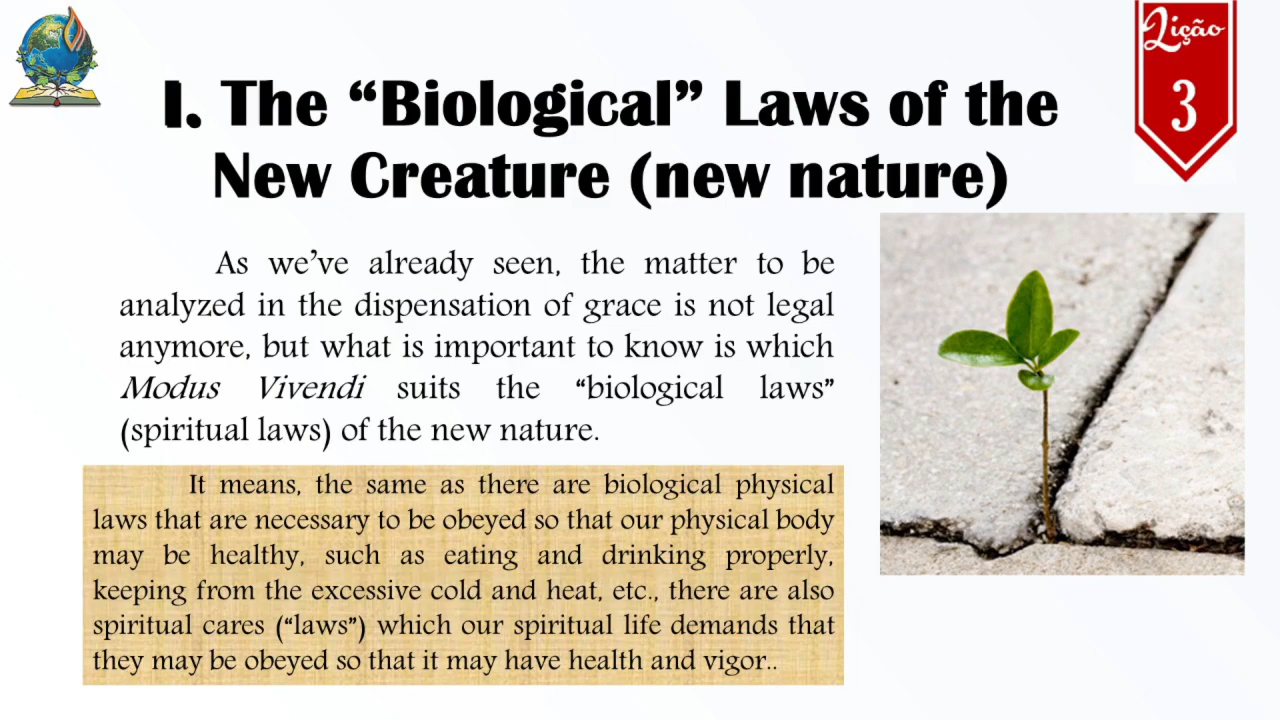 Lição
3
I. The “Biological” Laws of the
New Creature (new nature)
As we’ve already seen, the matter to be
analyzed in the dispensation of grace is not legal
anymore, but what is important to know is which
Modus Vivendi suits the “biological laws”
(spiritual laws) of the new nature.
It means, the same as there are biological physical
laws that are necessary to be obeyed so that our physical body
may be healthy, such as eating and drinking properly,
keeping from the excessive cold and heat, etc., there are also
spiritual cares (“laws”) which our spiritual life demands that
they may be obeyed so that it may have health and vigor..